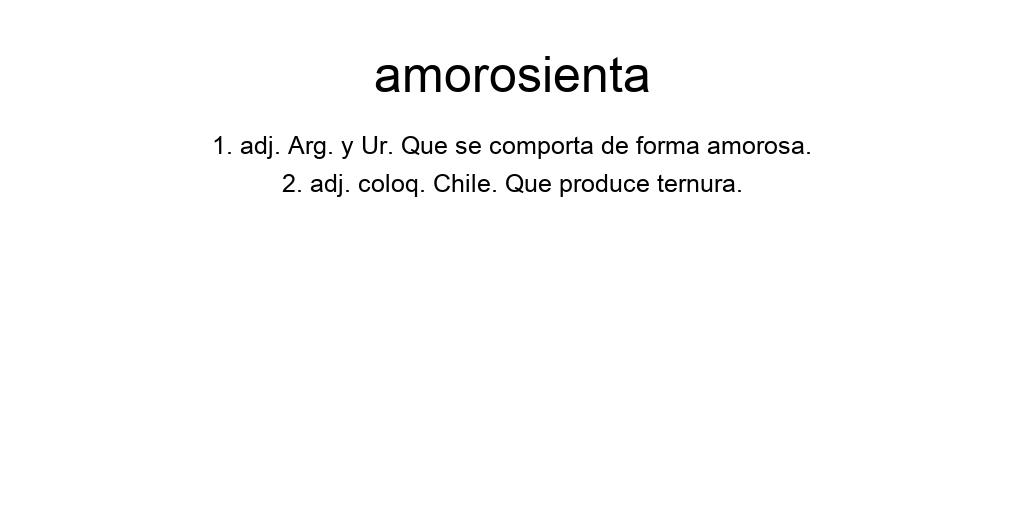 amorosienta
1. adj. Arg. y Ur. Que se comporta de forma amorosa.
2. adj. coloq. Chile. Que produce ternura.